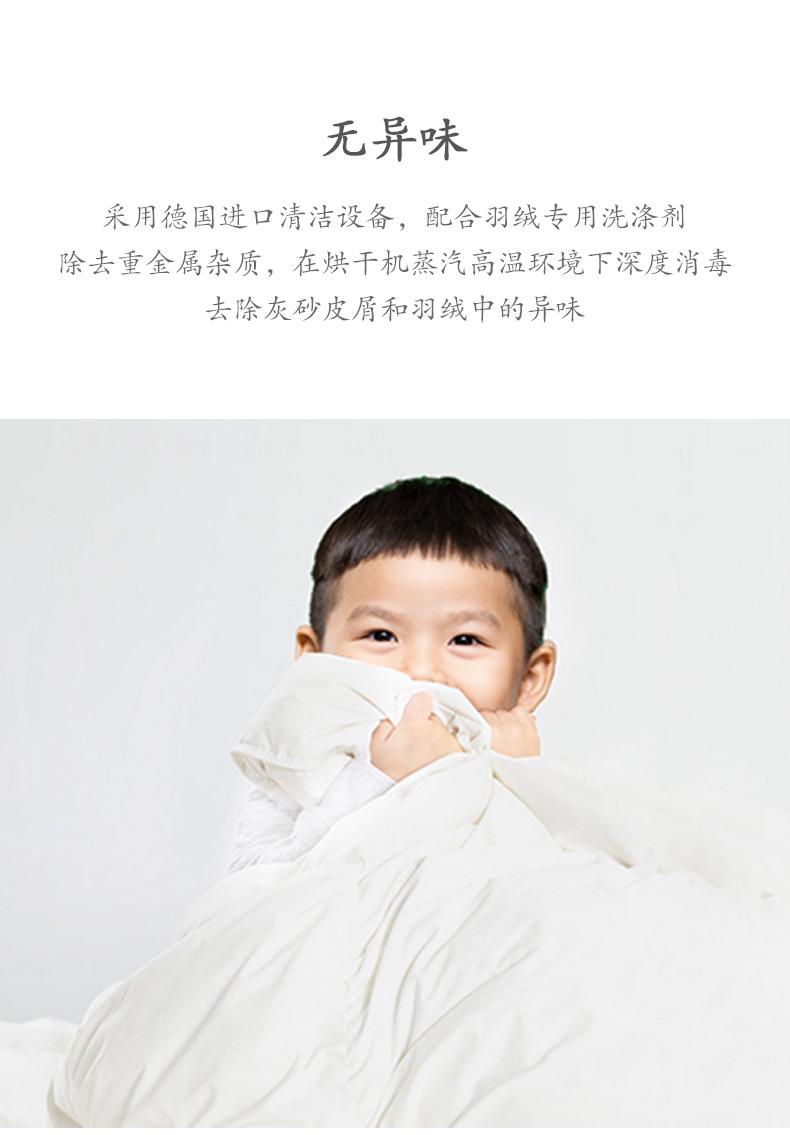 无异味
采用德国进口清洁设备，配合羽绒专用洗涤剂
除去重金属杂质，在烘干机蒸汽高温环境下深度消毒
去除灰砂皮屑和羽绒中的异味